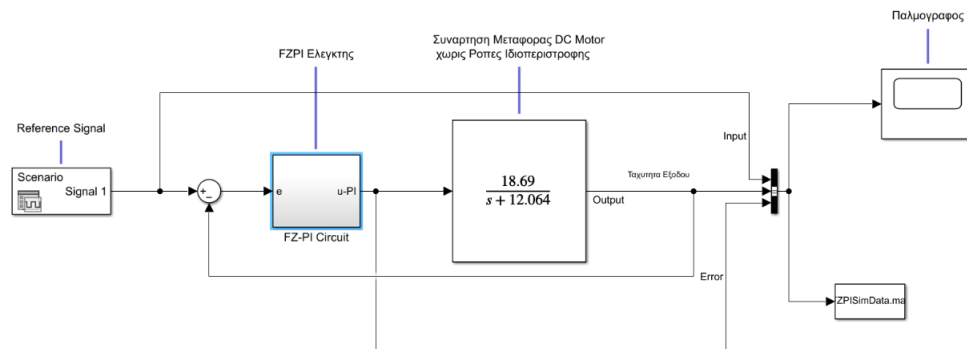 Παλμογραφος
Συναρτηση Μεταφορας DC Motor
χωρις Ροπες Ιδιοπεριστροφης
FZPI Ελεγκτης
Reference Signal
Input
Scenario
Signal 1
+
−
e
u-PI
18.69
s + 12.064
Ταχυτητα Εξοδου
Output
FZ-PI Circuit
Error
ZPISimData.ma